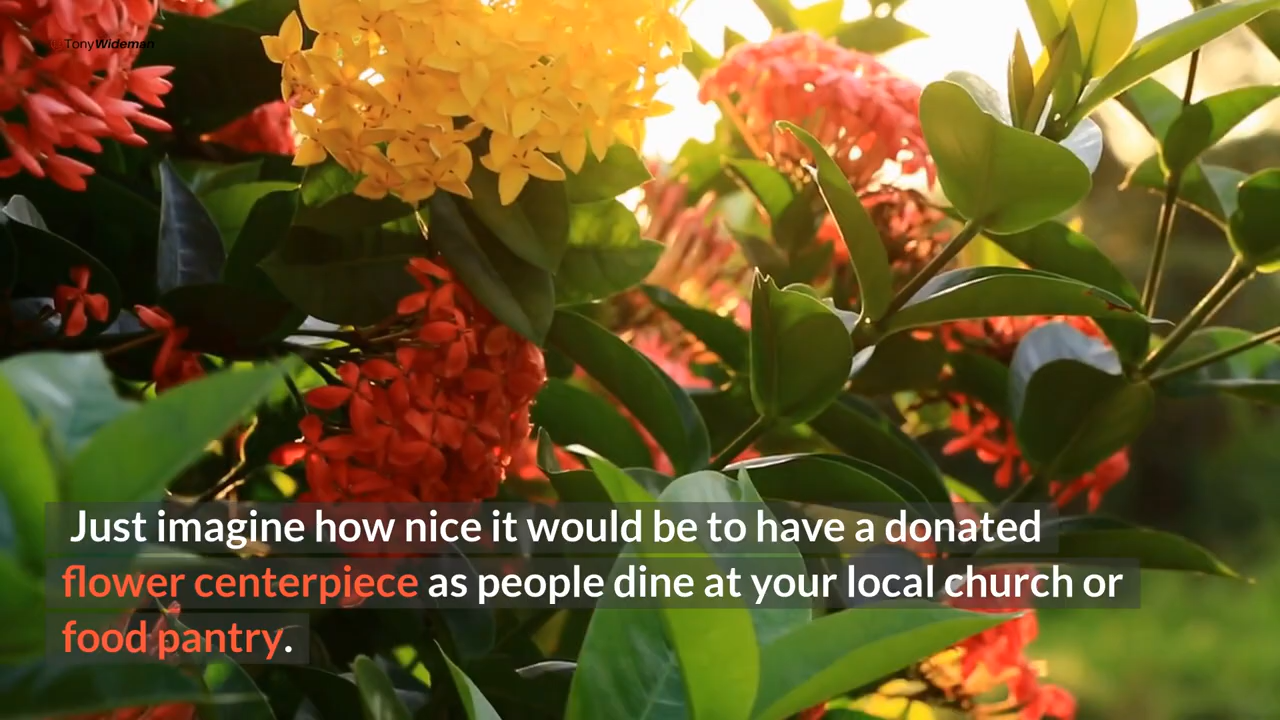 © TonyWideman
Just imagine how nice it would be to have a donated
flower centerpiece as people dine at your local church or
food pantry.